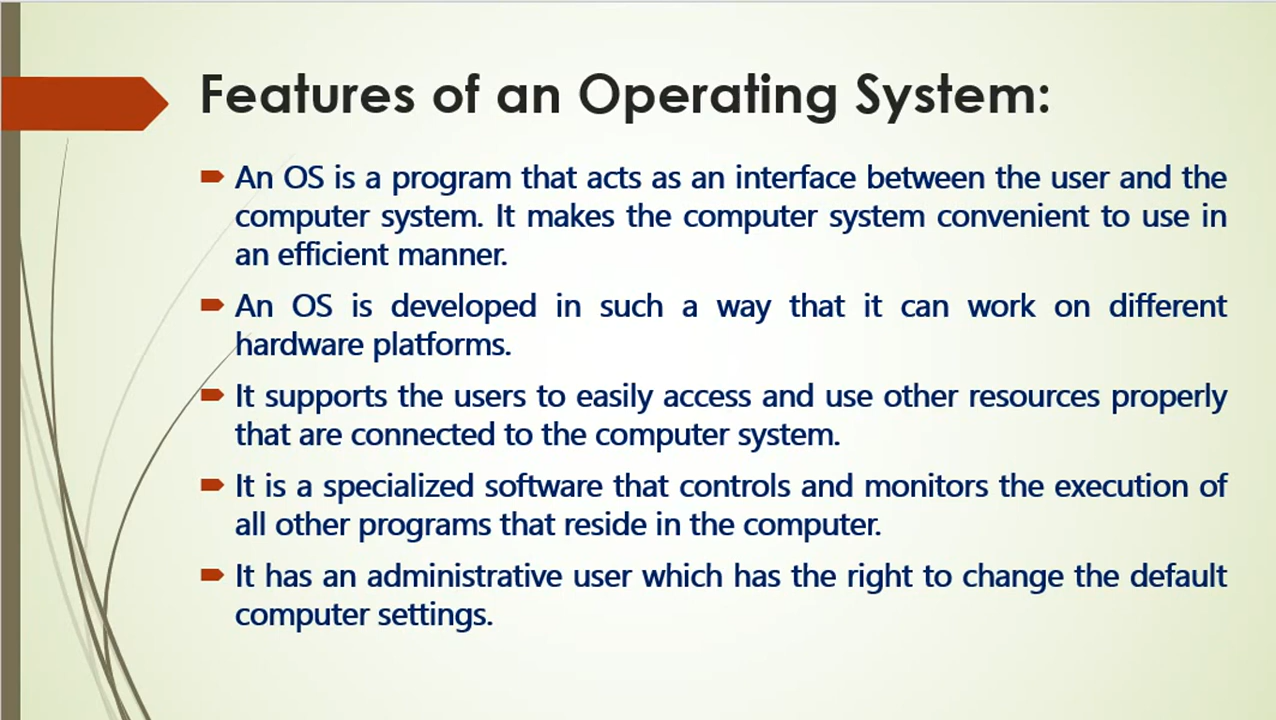 Features of an Operating System:
An OS is a program that acts as an interface between the user and the
computer system. It makes the computer system convenient to use in
an efficient manner.
An OS is developed in such a way that it can work on different
hardware platforms.
It supports the users to easily access and use other resources properly
that are connected to the computer system.
It is a specialized software that controls and monitors the execution of
all other programs that reside in the computer.
It has an administrative user which has the right to change the default
computer settings.